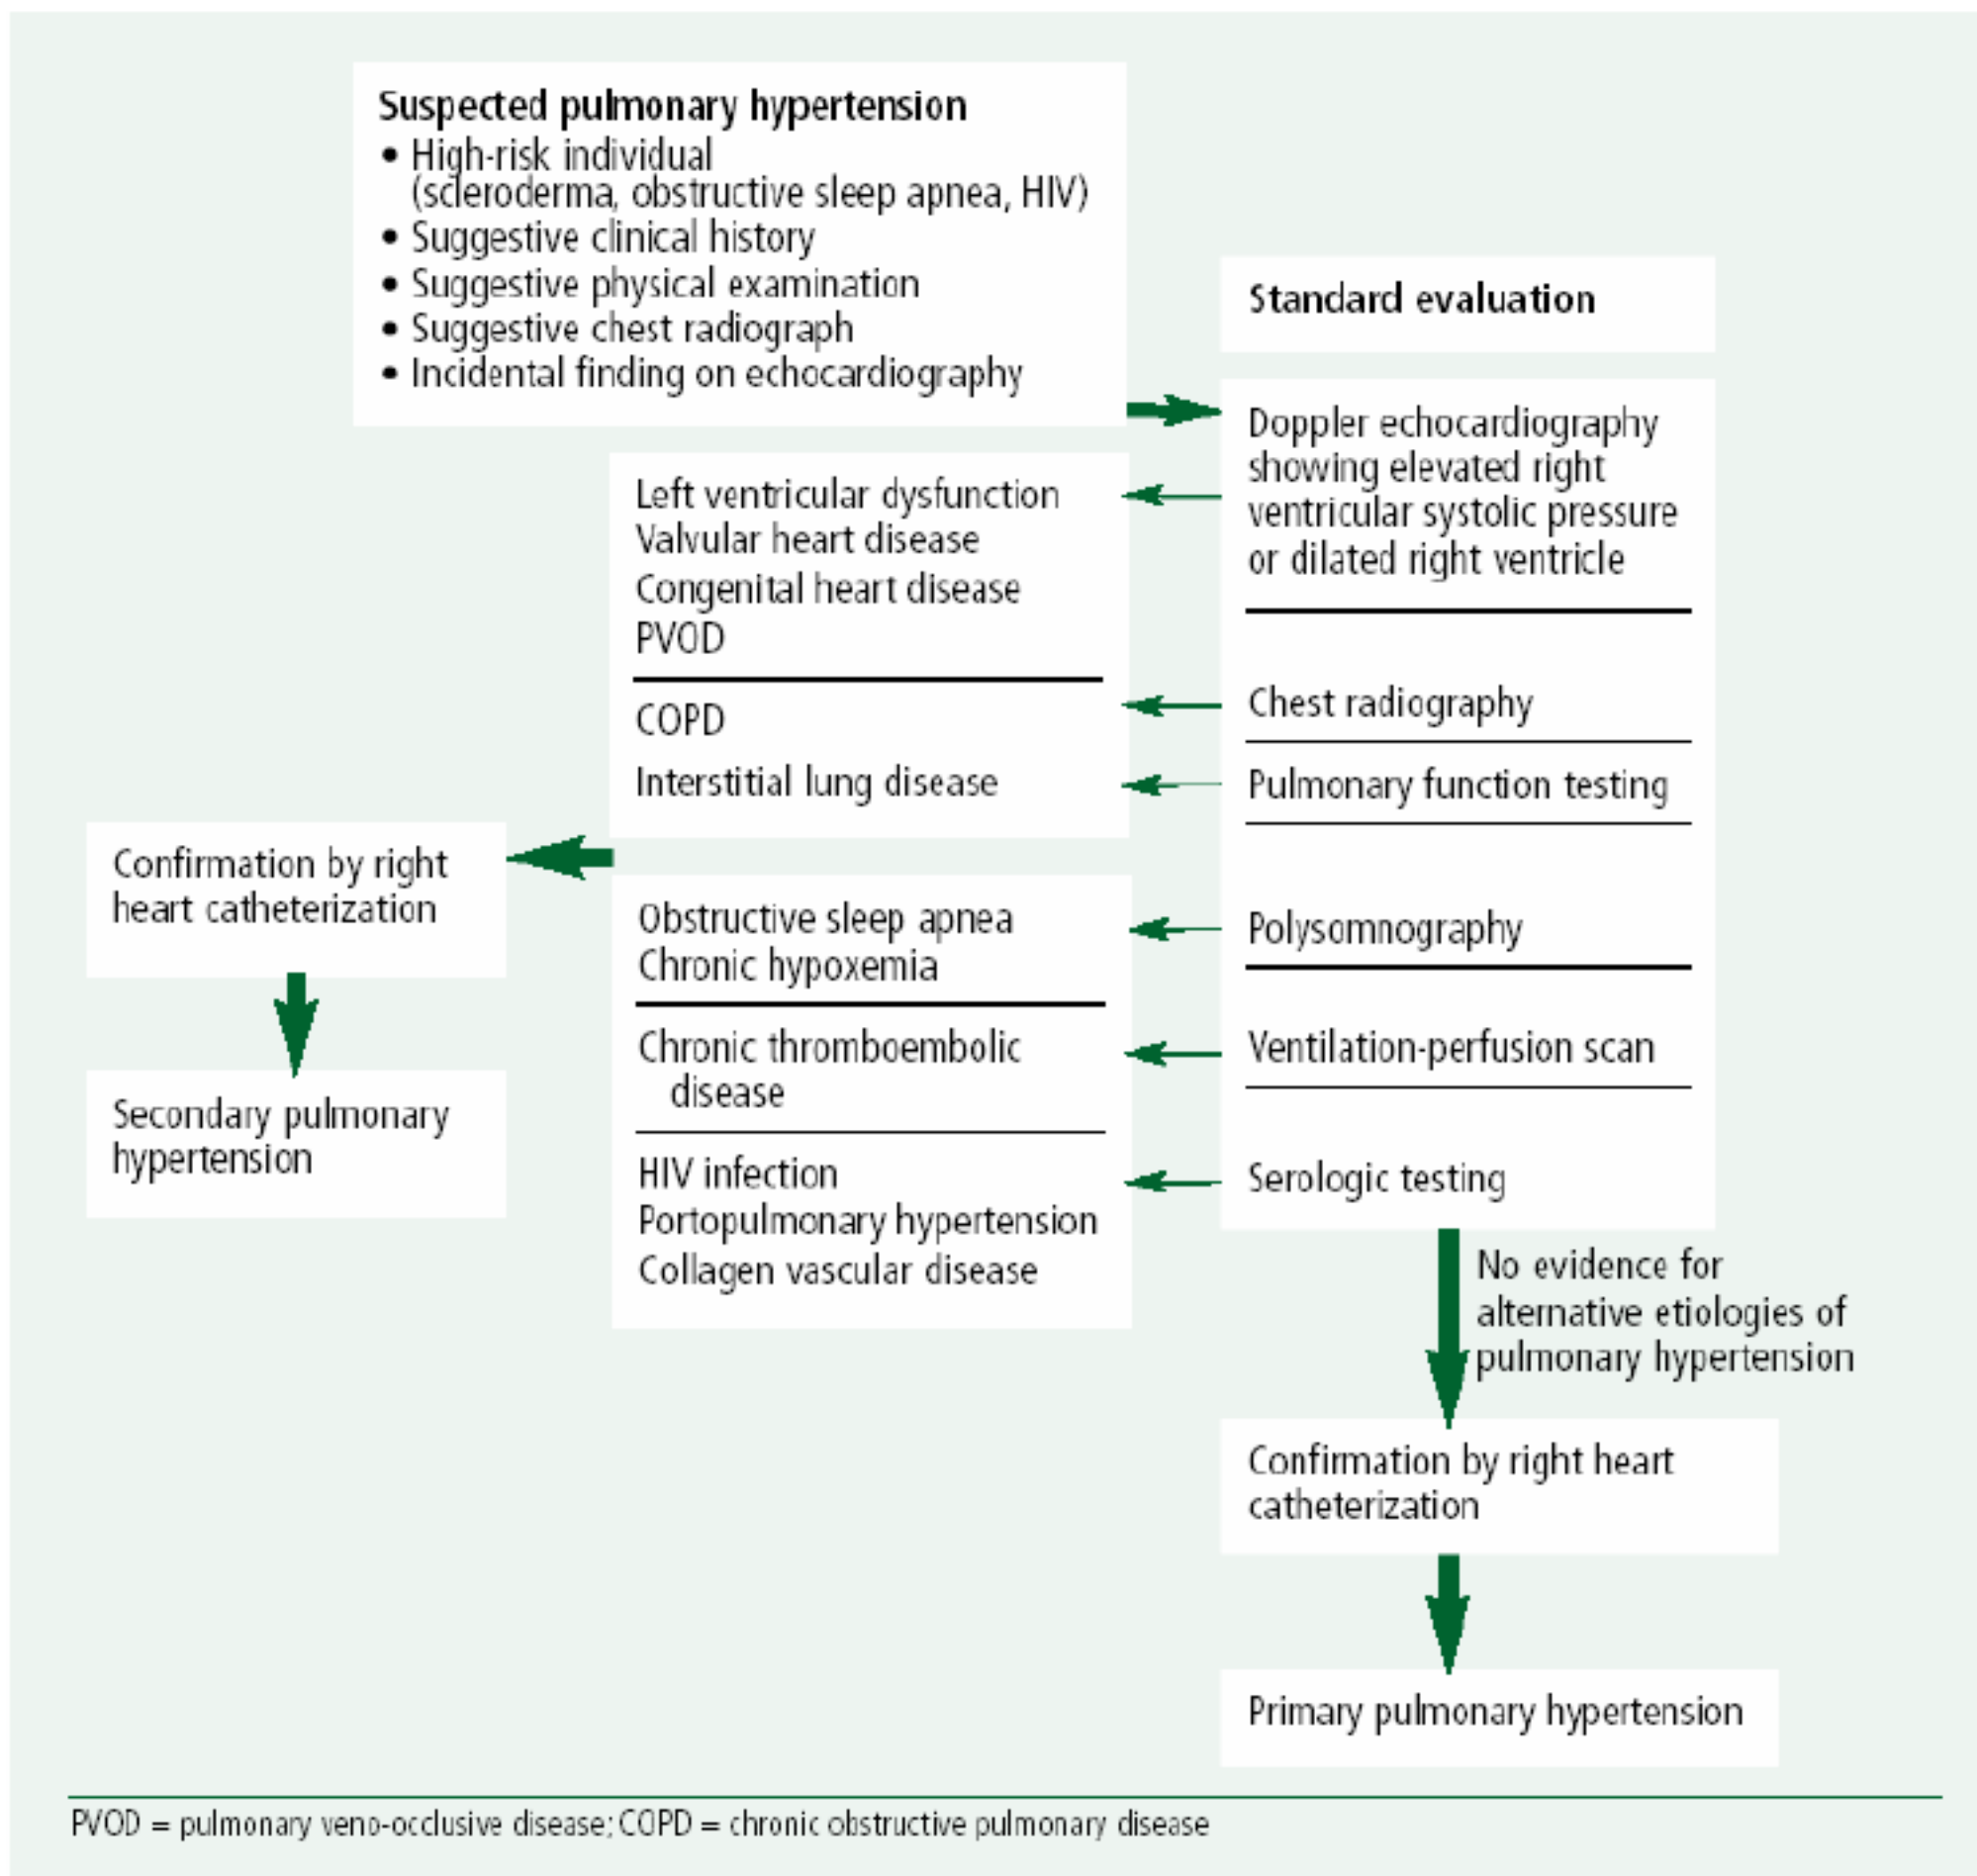 Suspected pulmonary hypertension
• High-risk individual
(scleroderma, obstructive sleep apnea, HIV)
• Suggestive clinical history
• Suggestive physical examination
• Suggestive chest radiograph
• Incidental finding on echocardiography
Standard evaluation
Doppler echocardiography
showing elevated right
ventricular systolic pressure
or dilated right ventricle
Chest radiography
Pulmonary function testing
Polysomnography
Ventilation-perfusion scan
Serologic testing
Left ventricular dysfunction
Valvular heart disease
Congenital heart disease
PVOD
COPD
Interstitial lung disease
Obstructive sleep apnea
Chronic hypoxemia
Chronic thromboembolic
disease
HIV infection
Portopulmonary hypertension
Collagen vascular disease
Confirmation by right
heart catheterization
Secondary pulmonary
hypertension
No evidence for
alternative etiologies of
pulmonary hypertension
Confirmation by right heart
catheterization
Primary pulmonary hypertension
PVOD = pulmonary veno-occlusive disease; COPD = chronic obstructive pulmonary disease